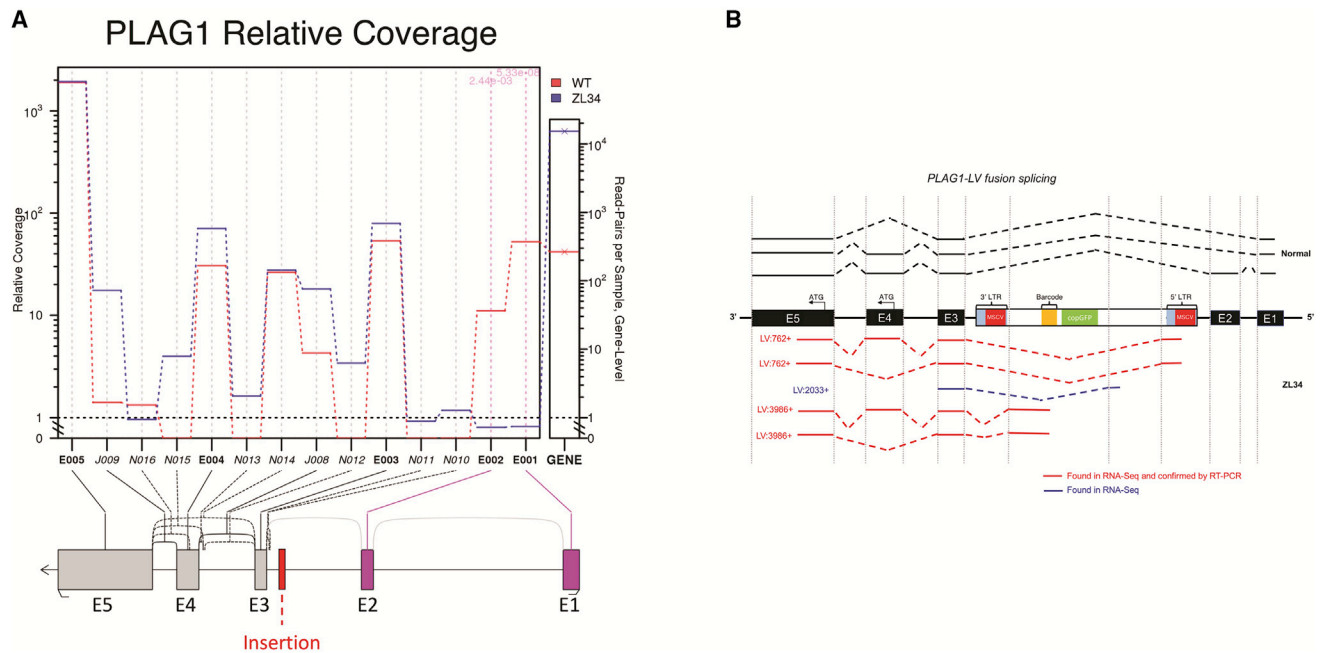 A
PLAG1 Relative Coverage
5.33e-08
2.44e-03
WT
ZL34
Relative Coverage
10³
10²
10
1
0
Read-Pairs per Sample, Gene-Level
10⁴
10³
10²
10
1
0
E005 J009 N016 N015 E004 N013 N014 J008 N012 E003 N011 N010 E002 E001 GENE
E5 E4 E3 E2 E1
Insertion
B
PLAG1-LV fusion splicing
Normal
ATG ATG 3' LTR Barcode 5' LTR
3' E5 E4 E3 MSCV copGFP MSCV E2 E1 5'
LV:762+
LV:762+
LV:2033+
ZL34
LV:3986+
LV:3986+
Found in RNA-Seq and confirmed by RT-PCR
Found in RNA-Seq